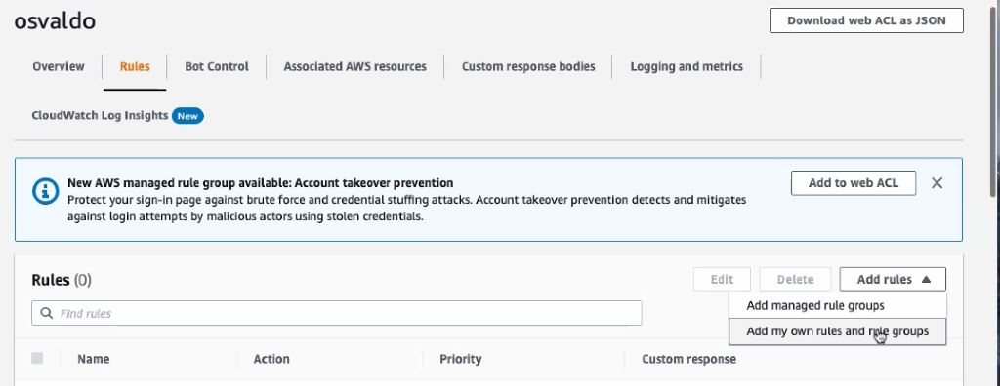 osvaldo
Download web ACL as JSON
Overview
Rules
Bot Control
Associated AWS resources
Custom response bodies
Logging and metrics
CloudWatch Log Insights
New
New AWS managed rule group available: Account takeover prevention
Protect your sign-in page against brute force and credential stuffing attacks. Account takeover prevention detects and mitigates
against login attempts by malicious actors using stolen credentials.
Add to web ACL
Rules (0)
Edit
Delete
Add rules
Find rules
Add managed rule groups
Add my own rules and rule groups
Name
Action
Priority
Custom response